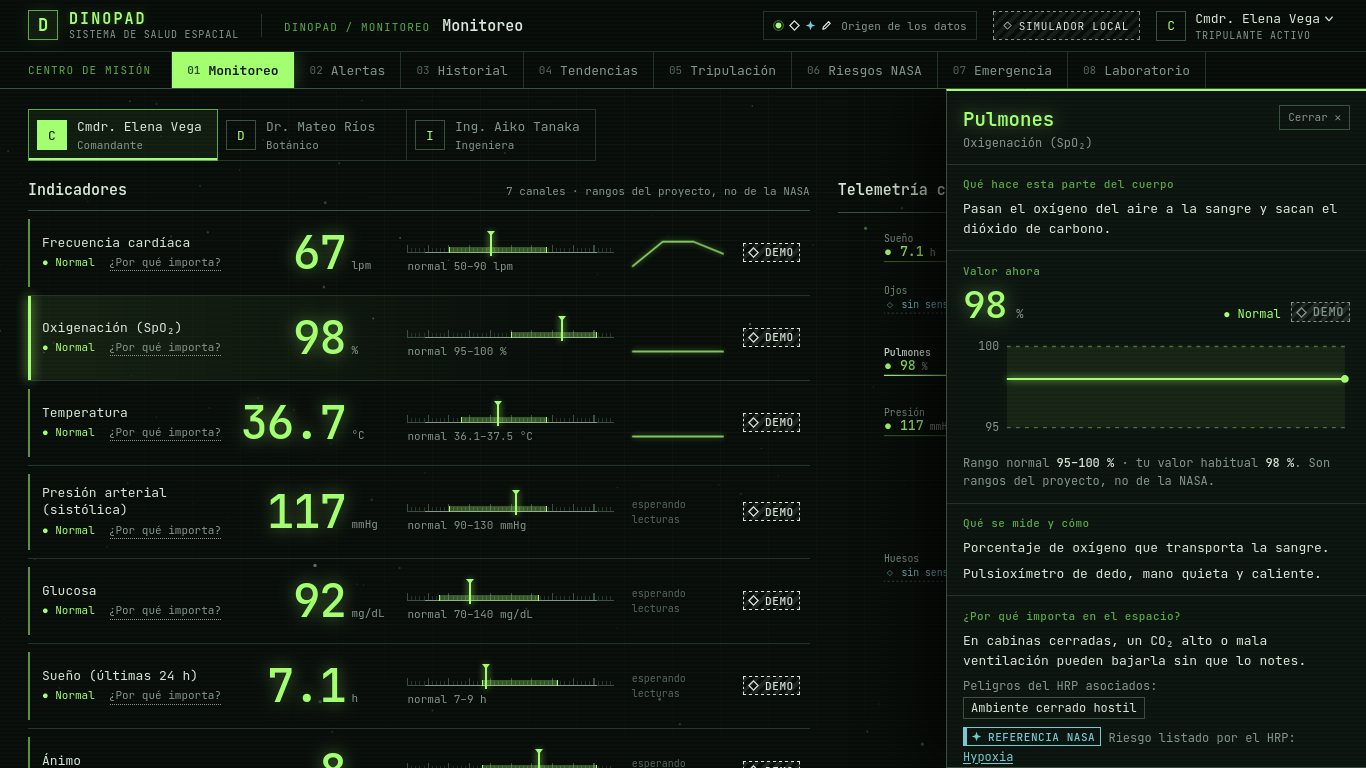 D DINOPAD
SISTEMA DE SALUD ESPACIAL
DINOPAD / MONITOREO Monitoreo
Origen de los datos
SIMULADOR LOCAL
C Cmdr. Elena Vega
TRIPULANTE ACTIVO
CENTRO DE MISIÓN
01 Monitoreo
02 Alertas
03 Historial
04 Tendencias
05 Tripulación
06 Riesgos NASA
07 Emergencia
08 Laboratorio
C Cmdr. Elena Vega
Comandante
D Dr. Mateo Ríos
Botánico
I Ing. Aiko Tanaka
Ingeniera
Indicadores
7 canales · rangos del proyecto, no de la NASA
Frecuencia cardíaca
● Normal ¿Por qué importa?
67 lpm
normal 50–90 lpm
DEMO
Oxigenación (SpO₂)
● Normal ¿Por qué importa?
98 %
normal 95–100 %
DEMO
Temperatura
● Normal ¿Por qué importa?
36.7 °C
normal 36.1–37.5 °C
DEMO
Presión arterial
(sistólica)
● Normal ¿Por qué importa?
117 mmHg
normal 90–130 mmHg
esperando
lecturas
DEMO
Glucosa
● Normal ¿Por qué importa?
92 mg/dL
normal 70–140 mg/dL
esperando
lecturas
DEMO
Sueño (últimas 24 h)
● Normal ¿Por qué importa?
7.1 h
normal 7–9 h
esperando
lecturas
DEMO
Ánimo
8
esperando
DEMO
Telemetría c
Sueño
● 7.1 h
Ojos
◇ sin sens
Pulmones
● 98 %
Presión
● 117 mmH
Huesos
◇ sin sens
Pulmones
Oxigenación (SpO₂)
Cerrar ×
Qué hace esta parte del cuerpo
Pasan el oxígeno del aire a la sangre y sacan el
dióxido de carbono.
Valor ahora
98 %
● Normal DEMO
100
95
Rango normal 95–100 % · tu valor habitual 98 %. Son
rangos del proyecto, no de la NASA.
Qué se mide y cómo
Porcentaje de oxígeno que transporta la sangre.
Pulsioxímetro de dedo, mano quieta y caliente.
¿Por qué importa en el espacio?
En cabinas cerradas, un CO₂ alto o mala
ventilación pueden bajarla sin que lo notes.
Peligros del HRP asociados:
Ambiente cerrado hostil
REFERENCIA NASA Riesgo listado por el HRP:
Hypoxia